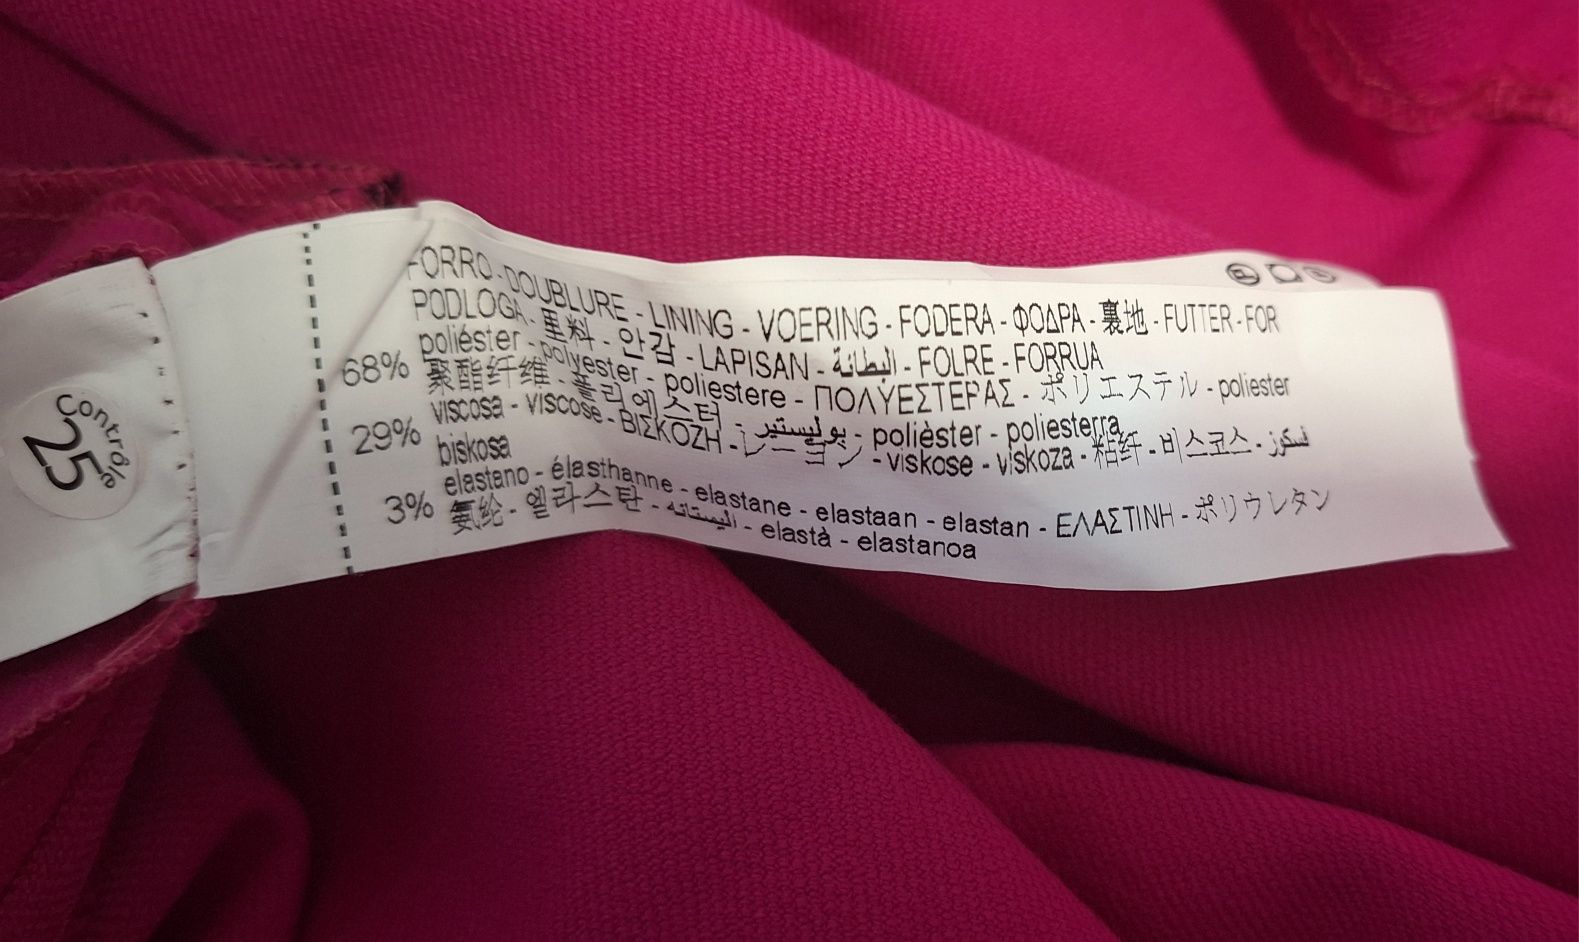 Contrôle
25
FORRO - DOUBLURE - LINING - VOERING - FODERA - ΦΟΔΡΑ - 裏地 - FUTTER - FOR
PODLOGA - 里料 - 안감 - LAPISAN - البطانة - FOLRE - FORRUA
68% poliéster - polyester - poliestere - ΠΟΛΥΕΣΤΕΡΑΣ - ポリエステル - poliester
聚酯纤维 - 폴리에스터 - بوليستير - polièster - poliesterra
29% viscosa - viscose - ΒΙΣΚΟΖΗ - レーヨン - viskose - viskoza - 粘纤 - 비스코스 - فسكوز
biskosa
3% elastano - élasthanne - elastane - elastaan - elastan - ΕΛΑΣΤΙΝΗ - ポリウレタン
氨纶 - 엘라스탄 - اليستانه - elastà - elastanoa